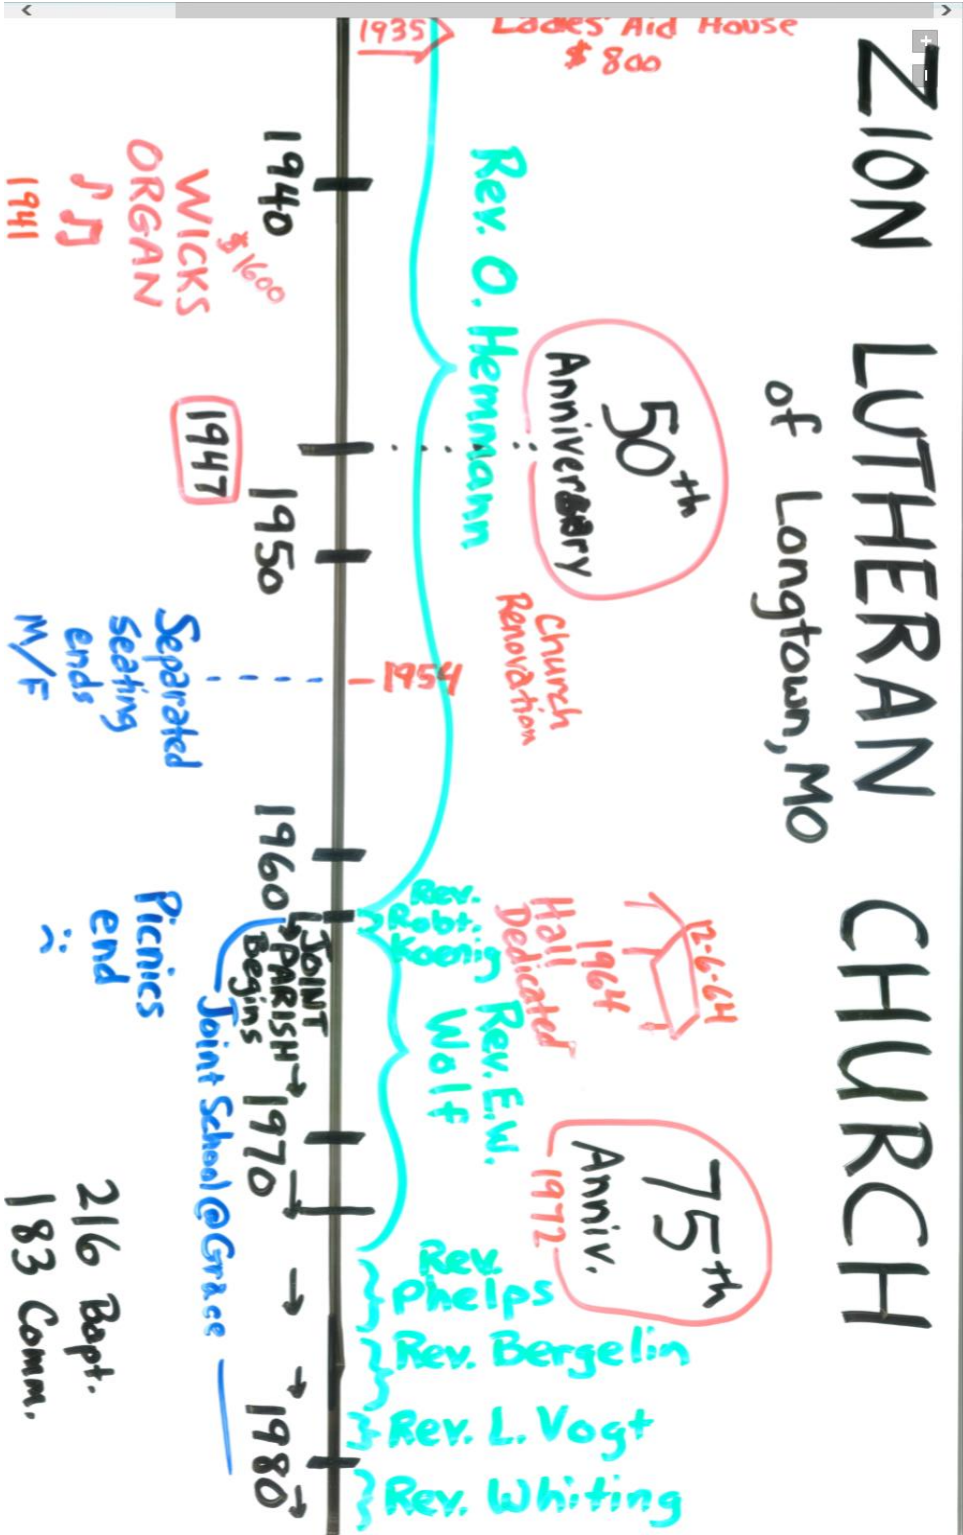 ZION LUTHERAN CHURCH
of Longtown, MO
1935
Ladies Aid House
$800
Rev. O. Hemmann
50th
Anniversary
Church
Renovation
1954
12-6-64
1964
Hall
Dedicated
Rev.
Robt.
Koenig
Rev. E.W.
Wolf
75th
Anniv.
1972
Rev.
Phelps
Rev. Bergelin
Rev. L. Vogt
Rev. Whiting
1940
1947
1950
1960
JOINT
PARISH →
Begins
1970
1980
$1600
WICKS
ORGAN
1941
Separated
seating
ends
M/F
Picnics
end
Joint School @ Grace
216 Bapt.
183 Comm.